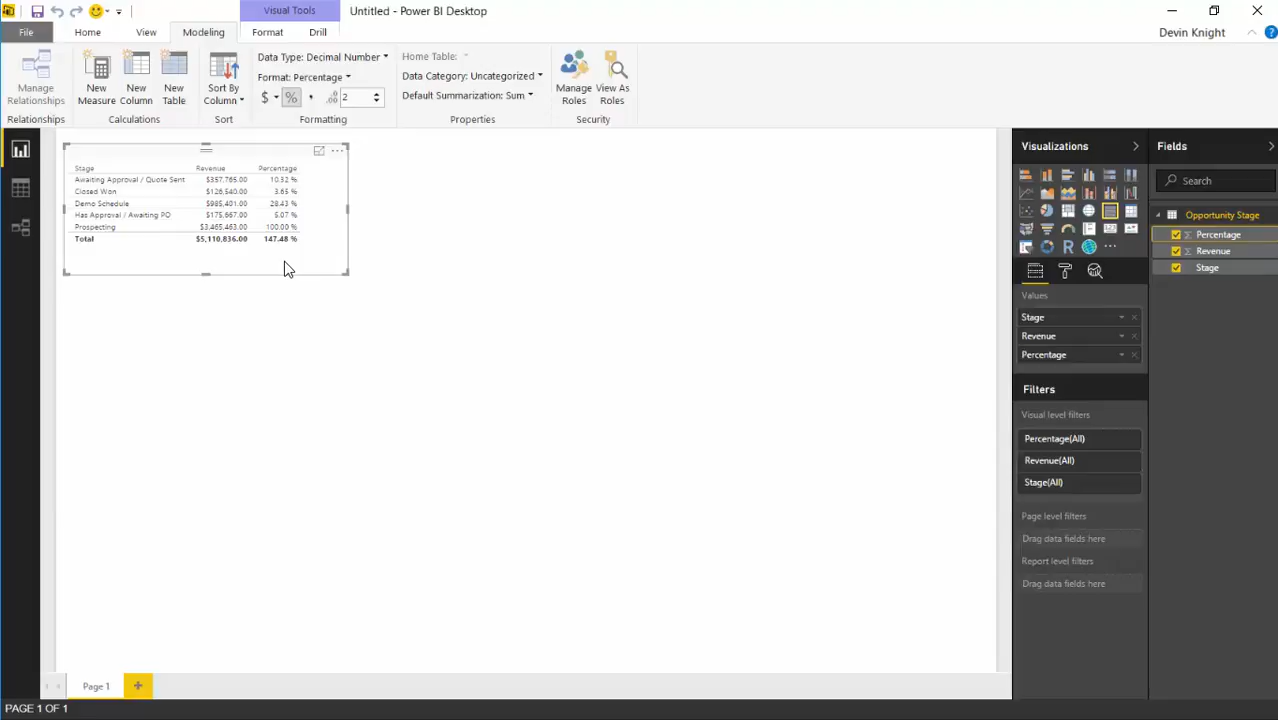 Visual Tools
Untitled - Power BI Desktop
File
Home
View
Modeling
Format
Drill
Devin Knight
Manage Relationships
New Measure
New Column
New Table
Sort By Column
Data Type: Decimal Number
Format: Percentage
$ % , .00 2
Home Table:
Data Category: Uncategorized
Default Summarization: Sum
Manage Roles
View As Roles
Relationships
Calculations
Sort
Formatting
Properties
Security
Stage Revenue Percentage
Awaiting Approval / Quote Sent $357,765.00 10.32 %
Closed Won $126,540.00 3.65 %
Demo Schedule $985,401.00 28.43 %
Has Approval / Awaiting PO $175,667.00 5.07 %
Prospecting $3,465,463.00 100.00 %
Total $5,110,836.00 147.48 %
Visualizations
R
Values
Stage
Revenue
Percentage
Filters
Visual level filters
Percentage(All)
Revenue(All)
Stage(All)
Page level filters
Drag data fields here
Report level filters
Drag data fields here
Fields
Search
Opportunity Stage
Σ Percentage
Σ Revenue
Stage
Page 1
PAGE 1 OF 1